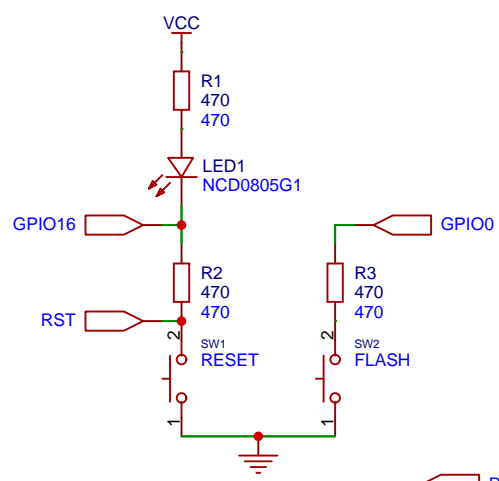 VCC
R1
470
470
LED1
NCD0805G1
GPIO16
GPIO0
R2
470
470
R3
470
470
RST
2
SW1
RESET
1
2
SW2
FLASH
1